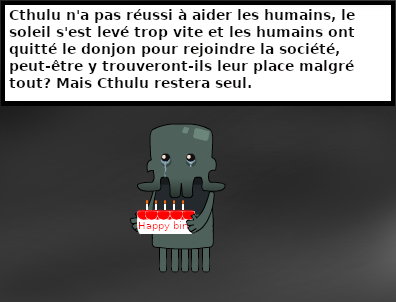 Cthulu n'a pas réussi à aider les humains, le
soleil s'est levé trop vite et les humains ont
quitté le donjon pour rejoindre la société,
peut-être y trouveront-ils leur place malgré
tout? Mais Cthulu restera seul.
Happy bir